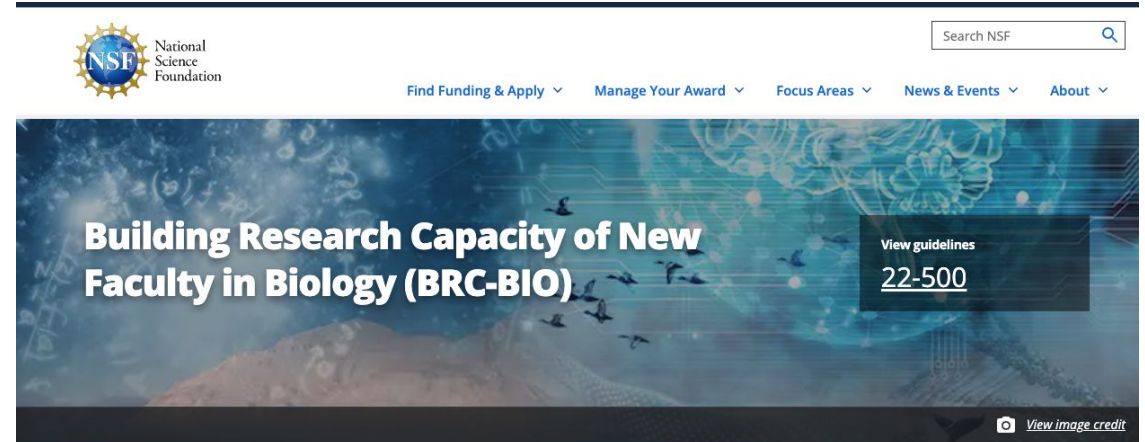 NSF
National
Science
Foundation
Search NSF
Find Funding & Apply
Manage Your Award
Focus Areas
News & Events
About
Building Research Capacity of New
Faculty in Biology (BRC-BIO)
View guidelines
22-500
View image credit